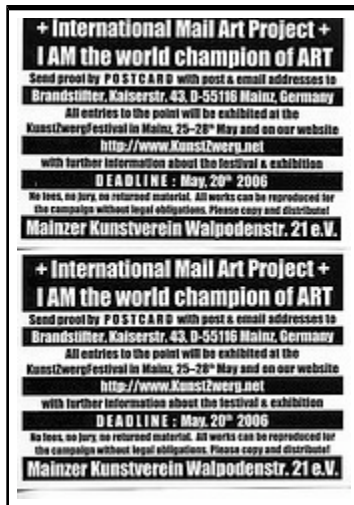 + International Mail Art Project +
I AM the world champion of ART
Send proof by POSTCARD with post & email addresses to
Brandstifter, Kaiserstr. 43, D-55116 Mainz, Germany
All entries to the point will be exhibited at the
KunstZwergFestival in Mainz, 25–28th May and on our website
http://www.KunstZwerg.net
with further information about the festival & exhibition
DEADLINE : May, 20th 2006
No fees, no jury, no returned material. All works can be reproduced for
the campaign without legal obligations. Please copy and distribute!
Mainzer Kunstverein Walpodenstr. 21 e.V.
+ International Mail Art Project +
I AM the world champion of ART
Send proof by POSTCARD with post & email addresses to
Brandstifter, Kaiserstr. 43, D-55116 Mainz, Germany
All entries to the point will be exhibited at the
KunstZwergFestival in Mainz, 25–28th May and on our website
http://www.KunstZwerg.net
with further information about the festival & exhibition
DEADLINE : May, 20th 2006
No fees, no jury, no returned material. All works can be reproduced for
the campaign without legal obligations. Please copy and distribute!
Mainzer Kunstverein Walpodenstr. 21 e.V.